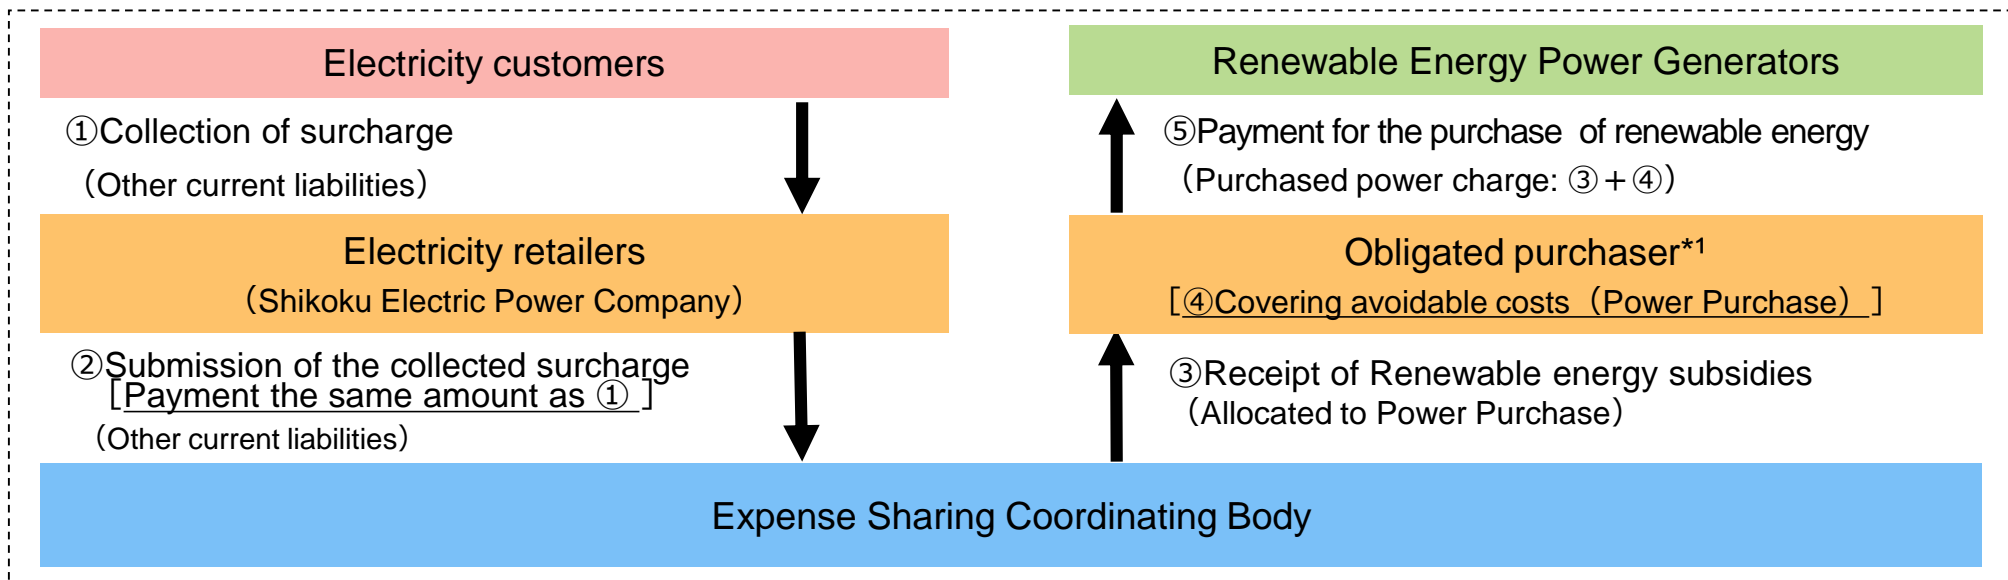 Electricity customers
①Collection of surcharge
（Other current liabilities）
Electricity retailers
（Shikoku Electric Power Company）
②Submission of the collected surcharge
［Payment the same amount as ① ］
（Other current liabilities）
Renewable Energy Power Generators
⑤Payment for the purchase of renewable energy
（Purchased power charge: ③＋④）
Obligated purchaser*¹
［④Covering avoidable costs（Power Purchase） ］
③Receipt of Renewable energy subsidies
（Allocated to Power Purchase）
Expense Sharing Coordinating Body